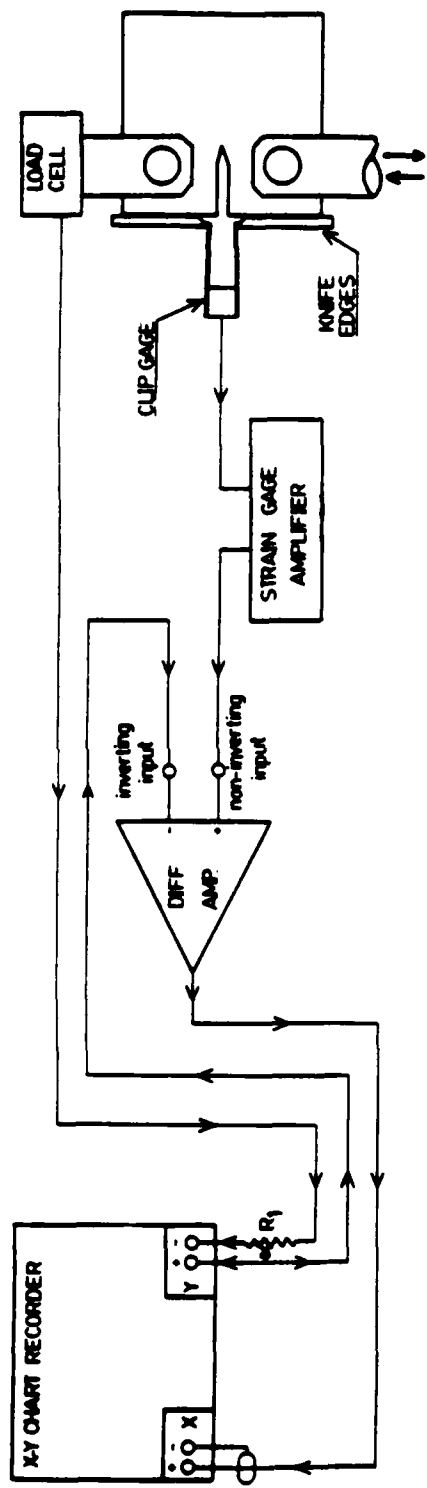 LOAD
CELL
CLIP GAGE
KNIFE
EDGES
STRAIN GAGE
AMPLIFIER
inverting
input
non-inverting
input
-
+
DIFF
AMP
X-Y CHART RECORDER
+ -
Y
R1
+ -
X